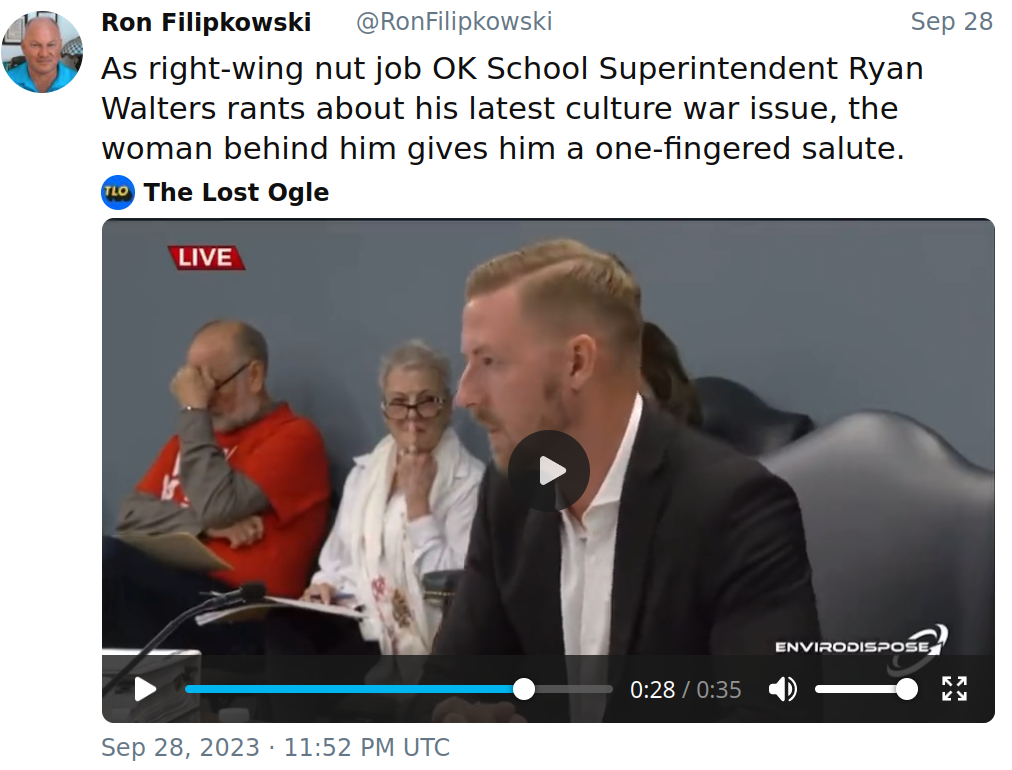 Ron Filipkowski @RonFilipkowski Sep 28
As right-wing nut job OK School Superintendent Ryan
Walters rants about his latest culture war issue, the
woman behind him gives him a one-fingered salute.
TLO The Lost Ogle
LIVE
ENVIRODISPOSE
0:28 / 0:35
Sep 28, 2023 · 11:52 PM UTC